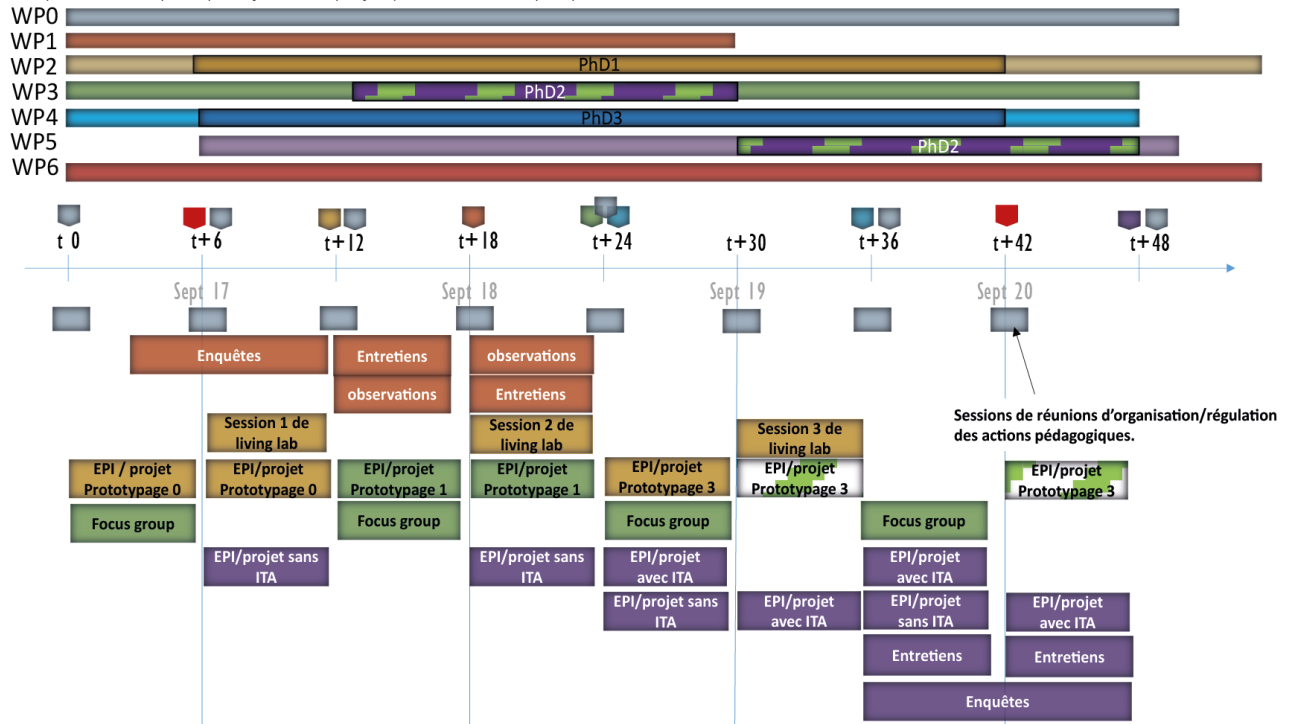 WP0
WP1
WP2
PhD1
WP3
PhD2
WP4
PhD3
WP5
PhD2
WP6
t 0
t+6
t+12
t+18
t+24
t+30
t+36
t+42
t+48
Sept 17
Sept 18
Sept 19
Sept 20
Enquêtes
Entretiens
observations
observations
Entretiens
Sessions de réunions d'organisation/régulation
des actions pédagogiques.
Session 1 de
living lab
Session 2 de
living lab
Session 3 de
living lab
EPI / projet
Prototypage 0
EPI/projet
Prototypage 0
EPI/projet
Prototypage 1
EPI/projet
Prototypage 1
EPI/projet
Prototypage 3
EPI/projet
Prototypage 3
EPI/projet
Prototypage 3
Focus group
Focus group
Focus group
Focus group
EPI/projet sans
ITA
EPI/projet sans
ITA
EPI/projet
avec ITA
EPI/projet
avec ITA
EPI/projet sans
ITA
EPI/projet
avec ITA
EPI/projet
sans ITA
EPI/projet
avec ITA
Entretiens
Entretiens
Enquêtes